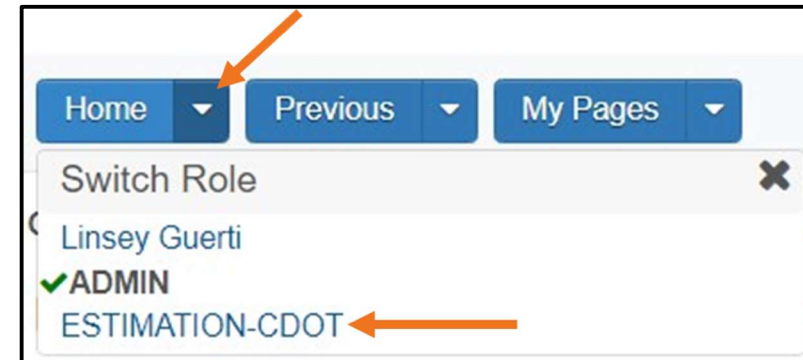 Home Previous My Pages
Switch Role
Linsey Guerti
ADMIN
ESTIMATION-CDOT